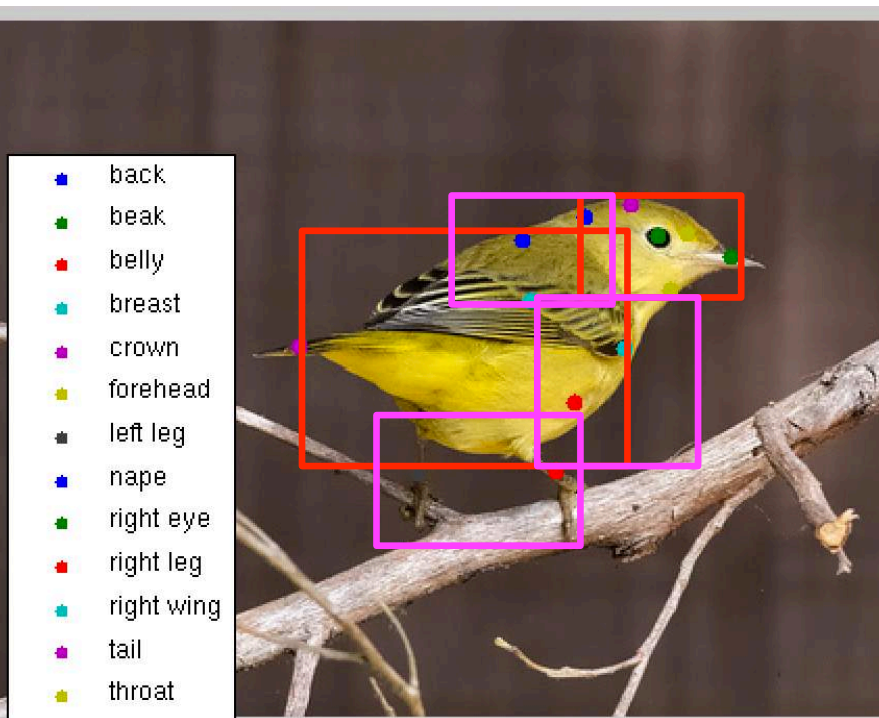 back
beak
belly
breast
crown
forehead
left leg
nape
right eye
right leg
right wing
tail
throat